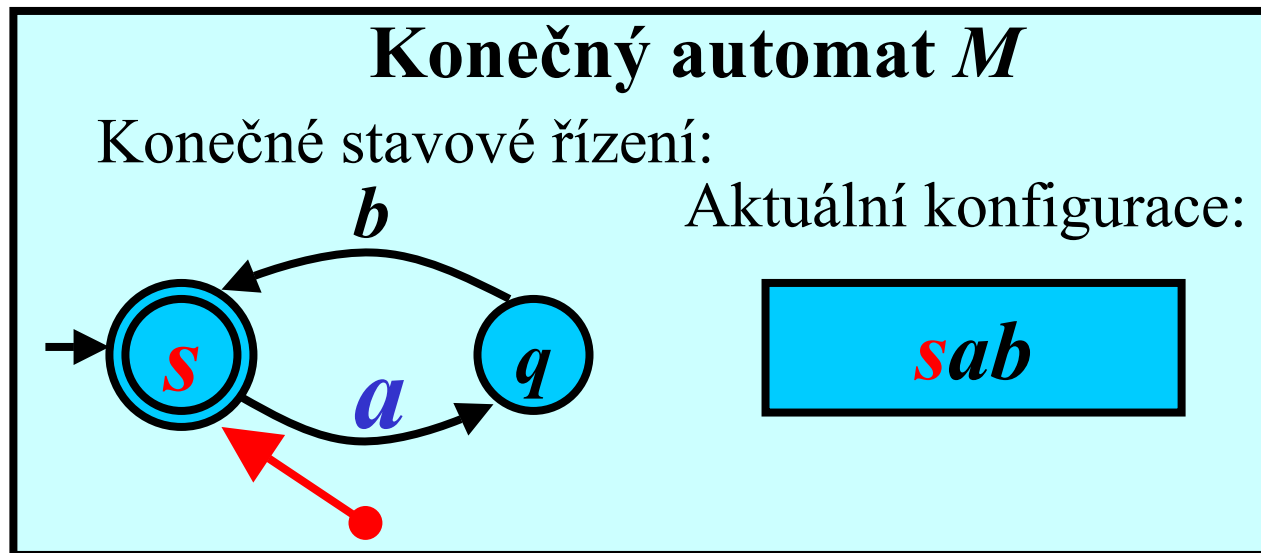 Konečný automat M
Konečné stavové řízení:
Aktuální konfigurace:
b
s
a
q
sab